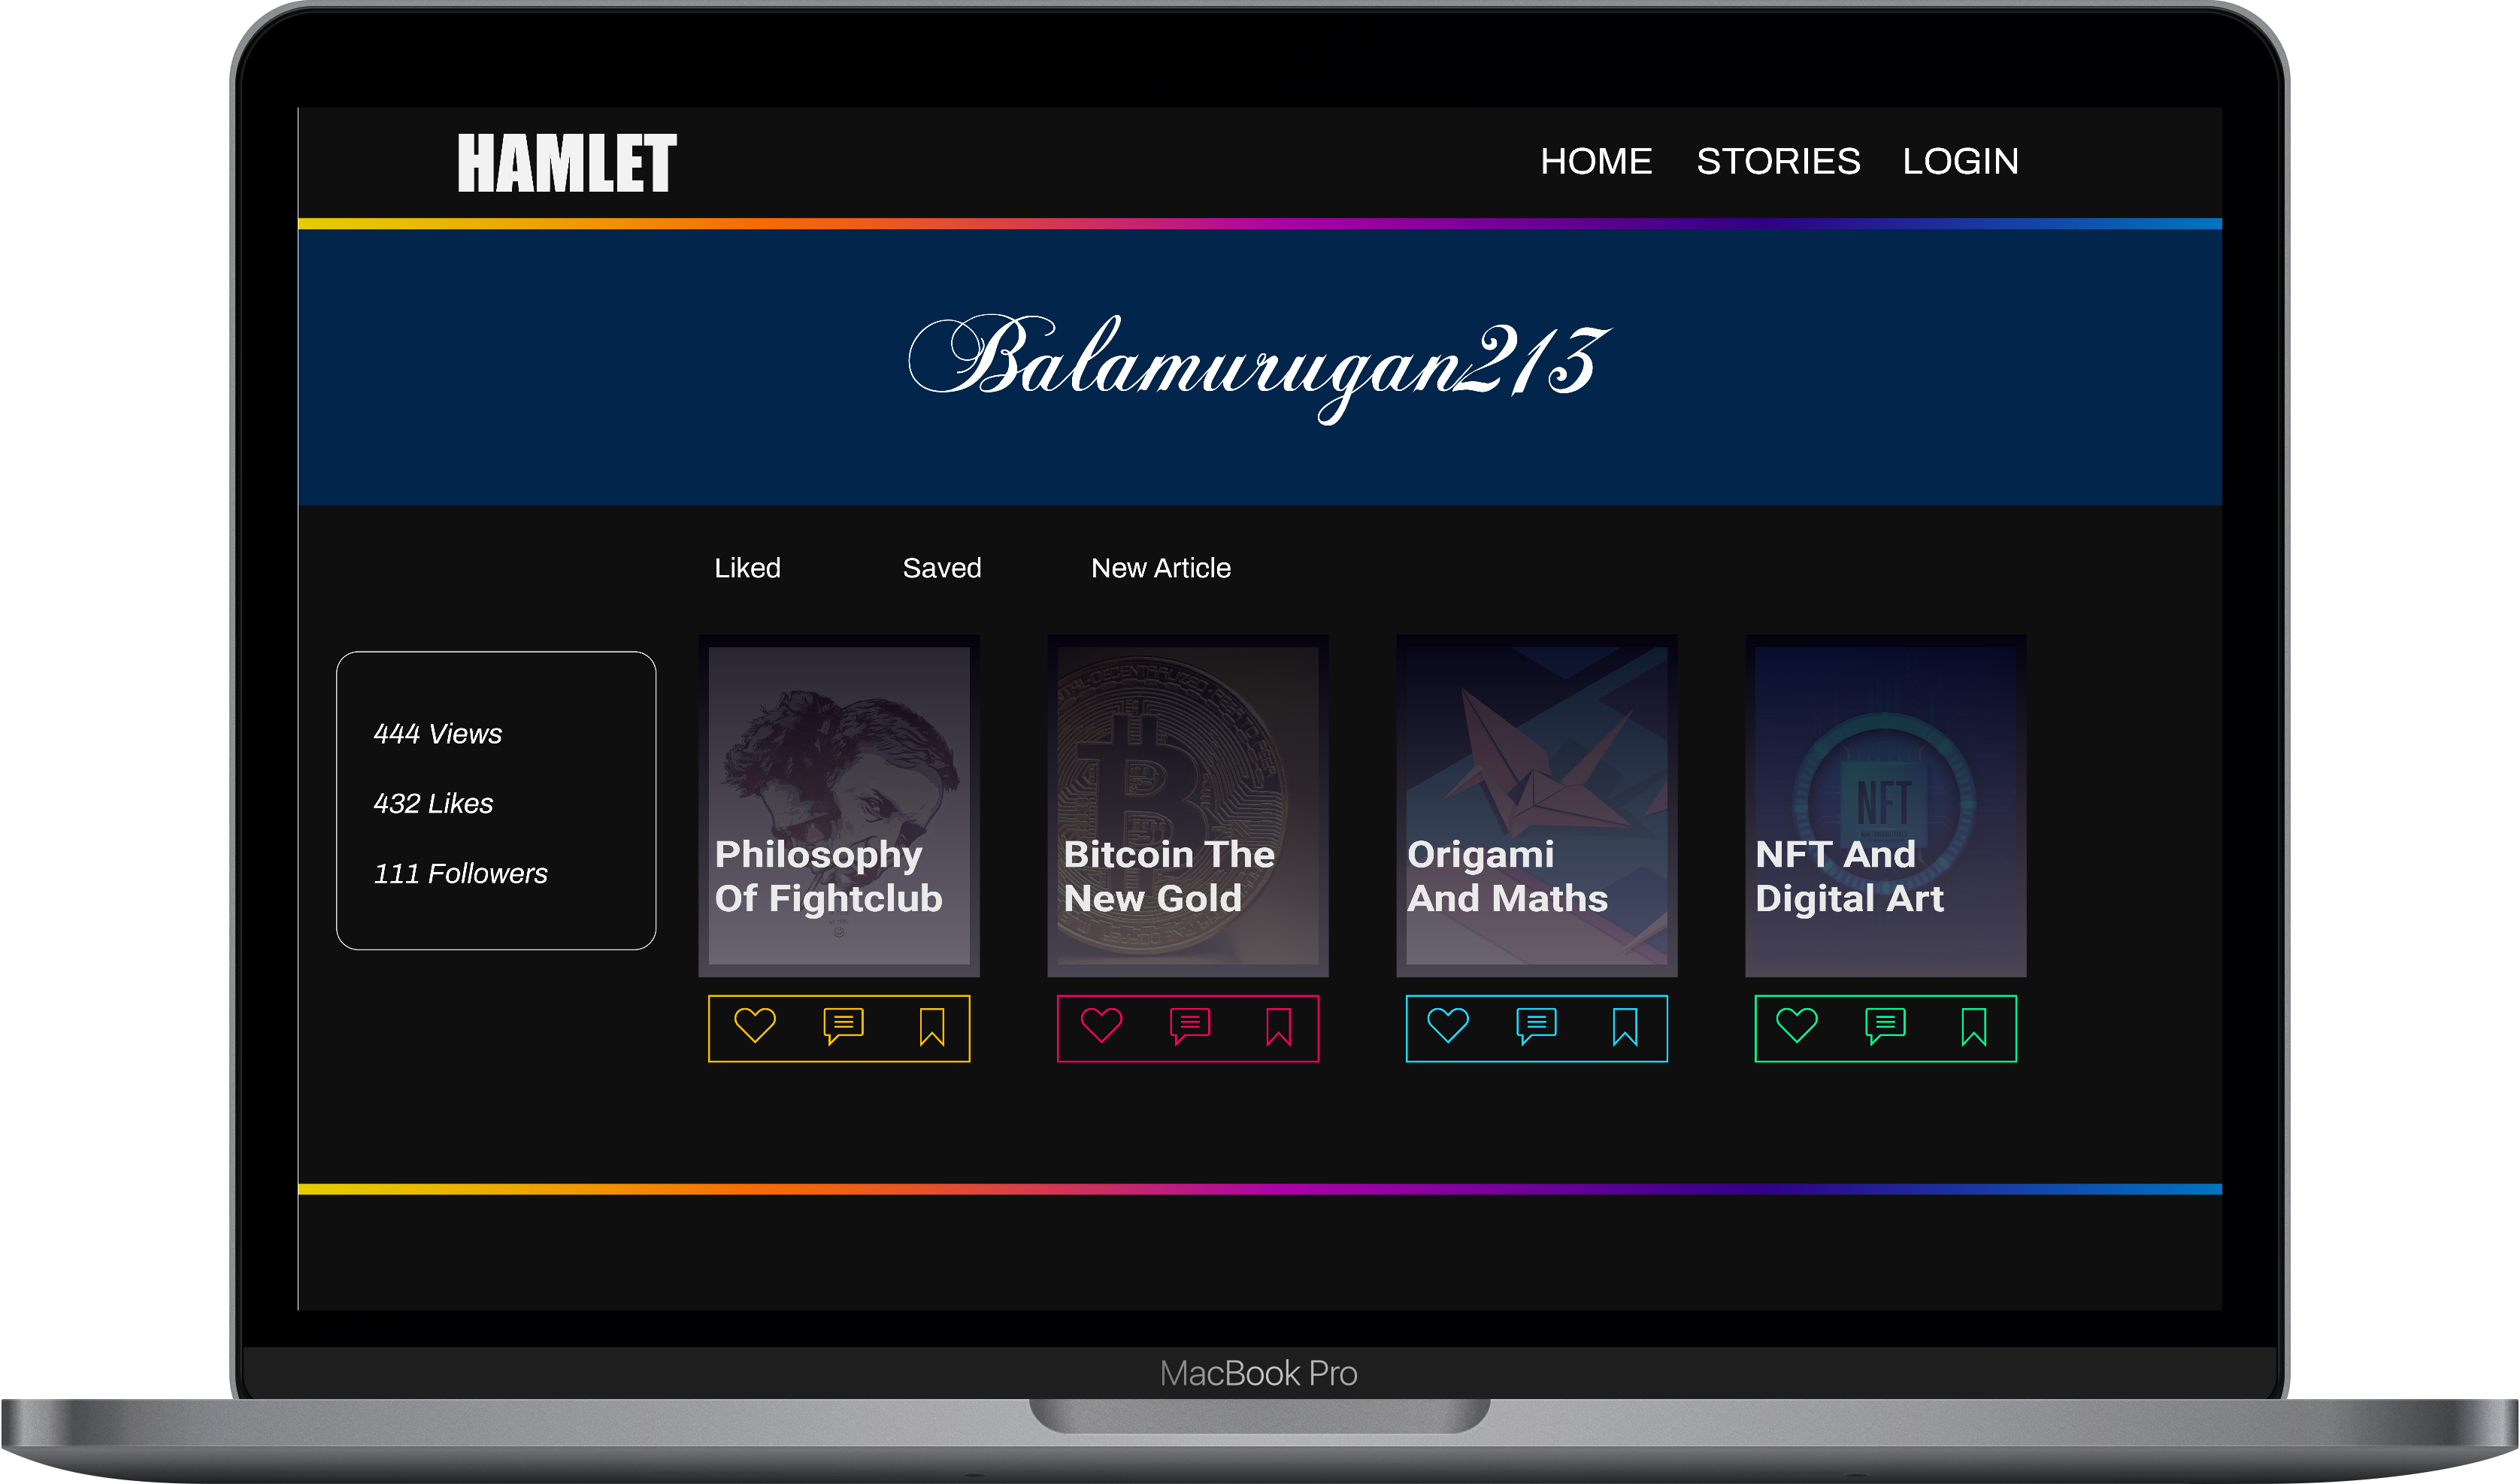 HAMLET
HOME STORIES LOGIN
Balamurugan213
Liked Saved New Article
444 Views
432 Likes
111 Followers
Philosophy
Of Fightclub
Bitcoin The
New Gold
Origami
And Maths
NFT
NFT And
Digital Art
MacBook Pro